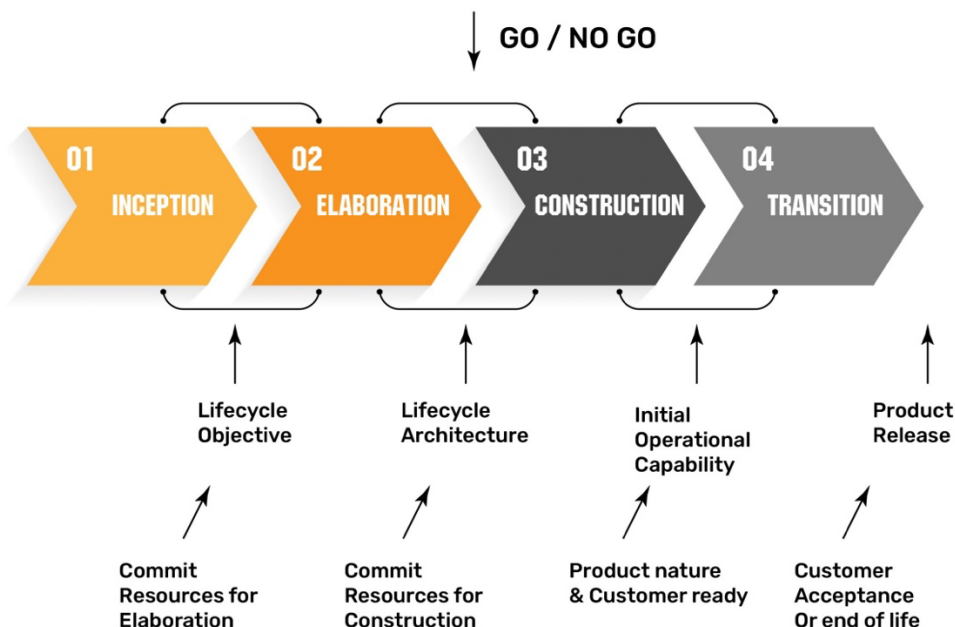 GO / NO GO
01
INCEPTION
02
ELABORATION
03
CONSTRUCTION
04
TRANSITION
Lifecycle
Objective
Lifecycle
Architecture
Initial
Operational
Capability
Product
Release
Commit
Resources for
Elaboration
Commit
Resources for
Construction
Product nature
& Customer ready
Customer
Acceptance
Or end of life